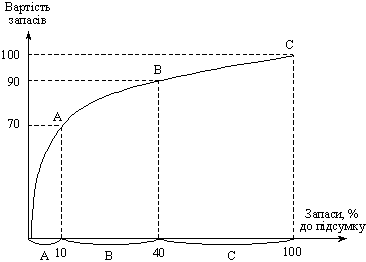 Вартість
запасів
100
C
90
B
70
A
Запаси, %
до підсумку
A
10
B
40
C
100